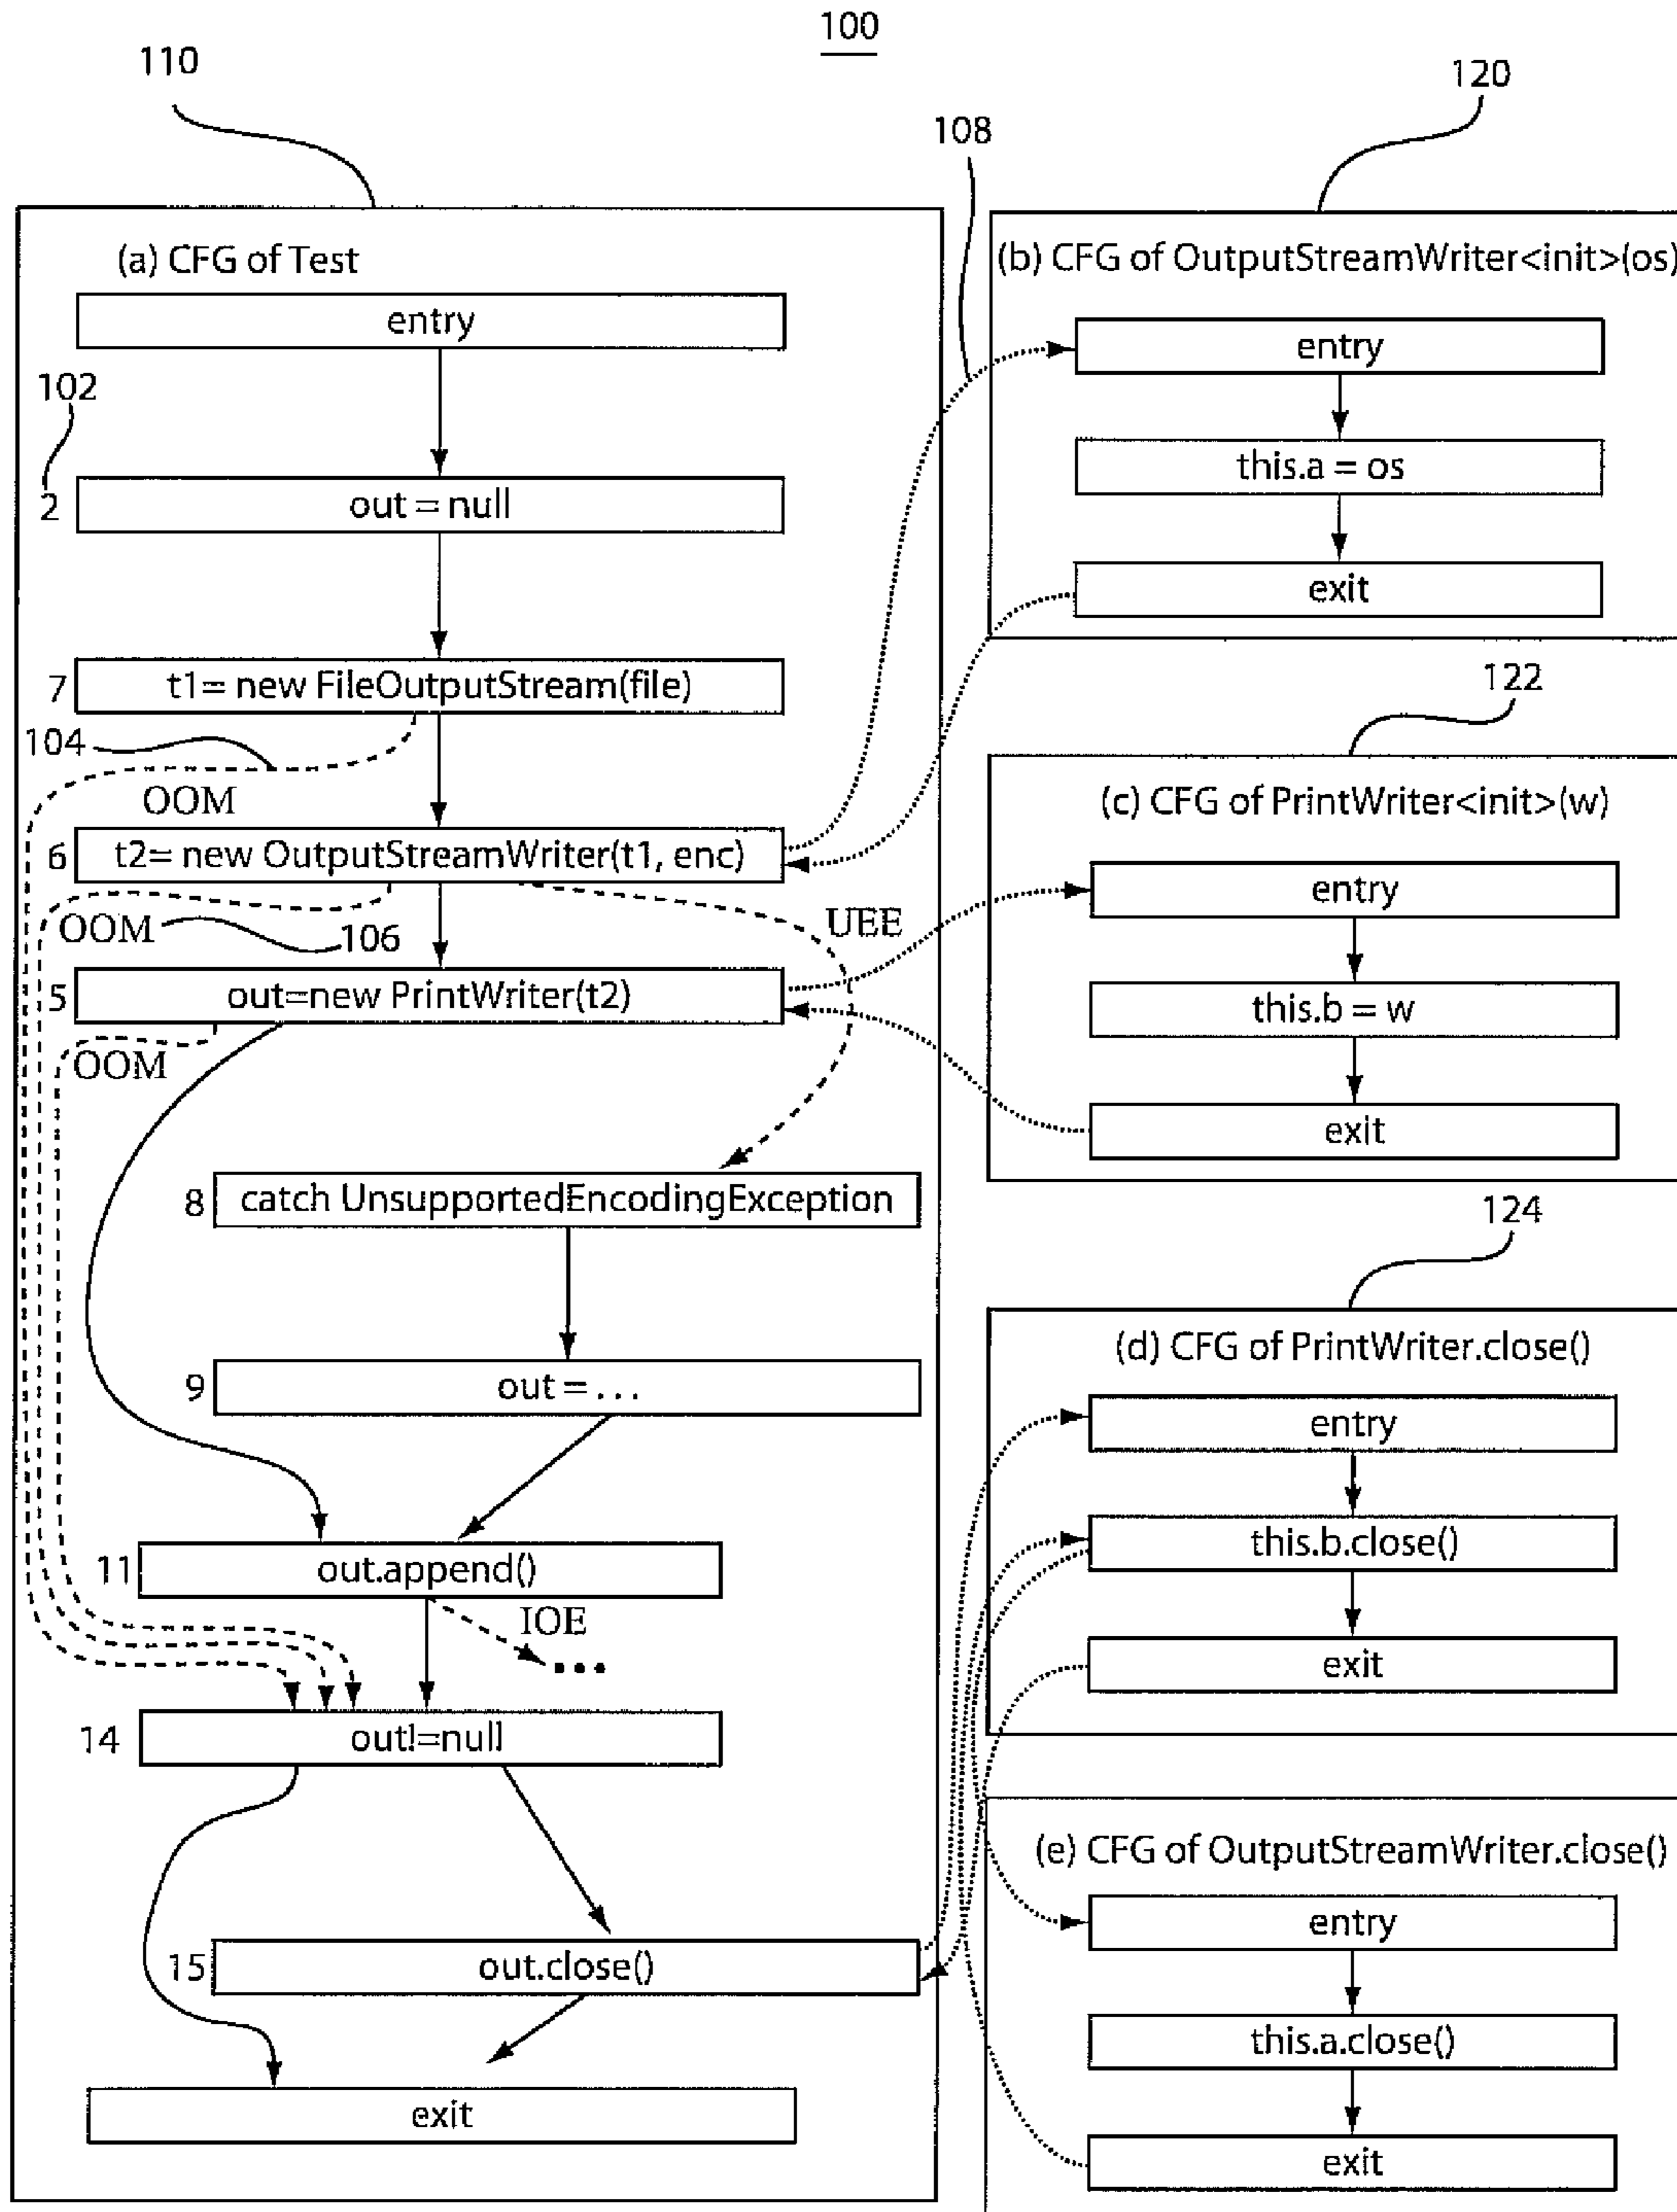 100
110
120
108
(a) CFG of Test
entry
102
2
out = null
7
t1= new FileOutputStream(file)
104
OOM
6
t2= new OutputStreamWriter(t1, enc)
OOM
106
UEE
5
out=new PrintWriter(t2)
OOM
8
catch UnsupportedEncodingException
9
out = . . .
11
out.append()
IOE
•••
14
out!=null
15
out.close()
exit
(b) CFG of OutputStreamWriter<init>(os)
entry
this.a = os
exit
122
(c) CFG of PrintWriter<init>(w)
entry
this.b = w
exit
124
(d) CFG of PrintWriter.close()
entry
this.b.close()
exit
(e) CFG of OutputStreamWriter.close()
entry
this.a.close()
exit